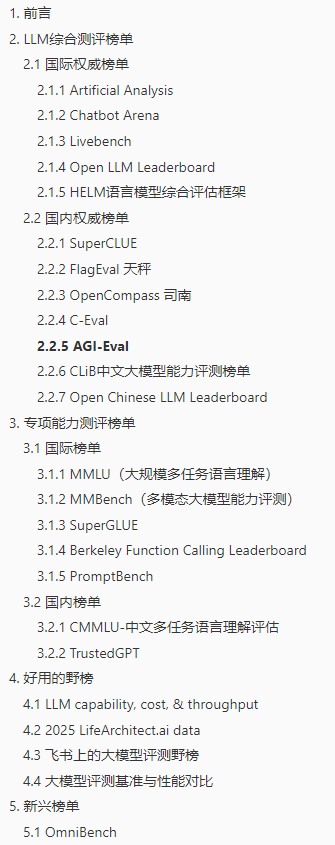 1. 前言
2. LLM综合测评榜单
2.1 国际权威榜单
2.1.1 Artificial Analysis
2.1.2 Chatbot Arena
2.1.3 Livebench
2.1.4 Open LLM Leaderboard
2.1.5 HELM语言模型综合评估框架
2.2 国内权威榜单
2.2.1 SuperCLUE
2.2.2 FlagEval 天秤
2.2.3 OpenCompass 司南
2.2.4 C-Eval
2.2.5 AGI-Eval
2.2.6 CLiB中文大模型能力评测榜单
2.2.7 Open Chinese LLM Leaderboard
3. 专项能力测评榜单
3.1 国际榜单
3.1.1 MMLU（大规模多任务语言理解）
3.1.2 MMBench（多模态大模型能力评测）
3.1.3 SuperGLUE
3.1.4 Berkeley Function Calling Leaderboard
3.1.5 PromptBench
3.2 国内榜单
3.2.1 CMMLU-中文多任务语言理解评估
3.2.2 TrustedGPT
4. 好用的野榜
4.1 LLM capability, cost, & throughput
4.2 2025 LifeArchitect.ai data
4.3 飞书上的大模型评测野榜
4.4 大模型评测基准与性能对比
5. 新兴榜单
5.1 OmniBench